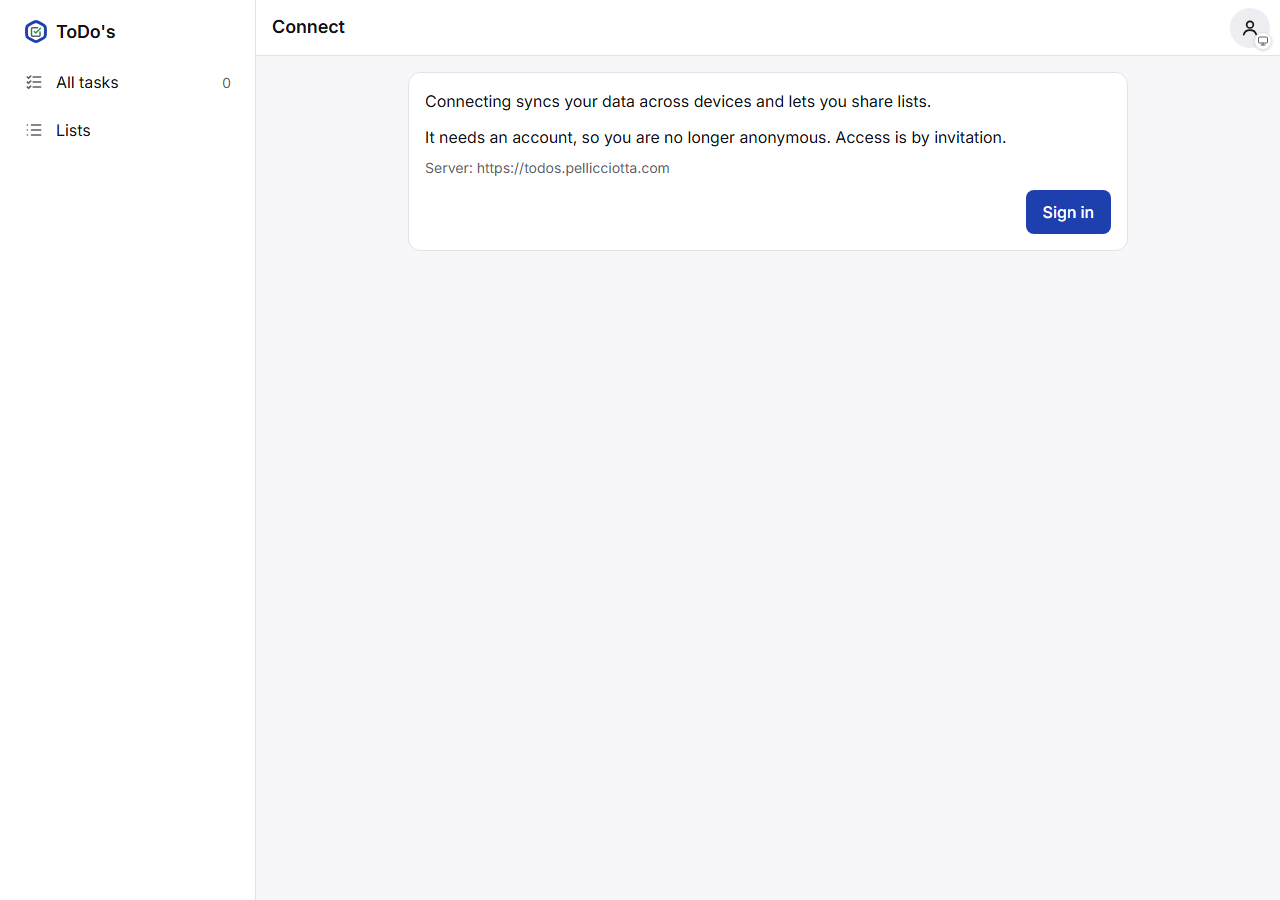 ToDo's
All tasks 0
Lists
Connect
Connecting syncs your data across devices and lets you share lists.
It needs an account, so you are no longer anonymous. Access is by invitation.
Server: https://todos.pellicciotta.com
Sign in